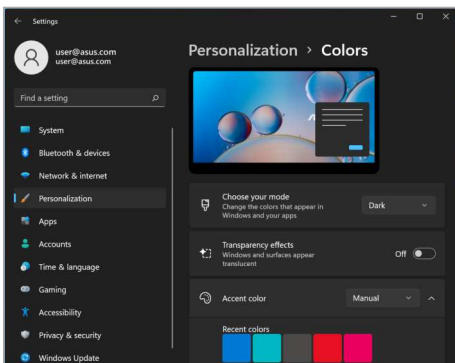 Settings
user@asus.com
user@asus.com
Find a setting
System
Bluetooth & devices
Network & internet
Personalization
Apps
Accounts
Time & language
Gaming
Accessibility
Privacy & security
Windows Update
Personalization > Colors
Choose your mode
Change the colors that appear in
Windows and your apps
Dark
Transparency effects
Windows and surfaces appear
translucent
Off
Accent color
Manual
Recent colors